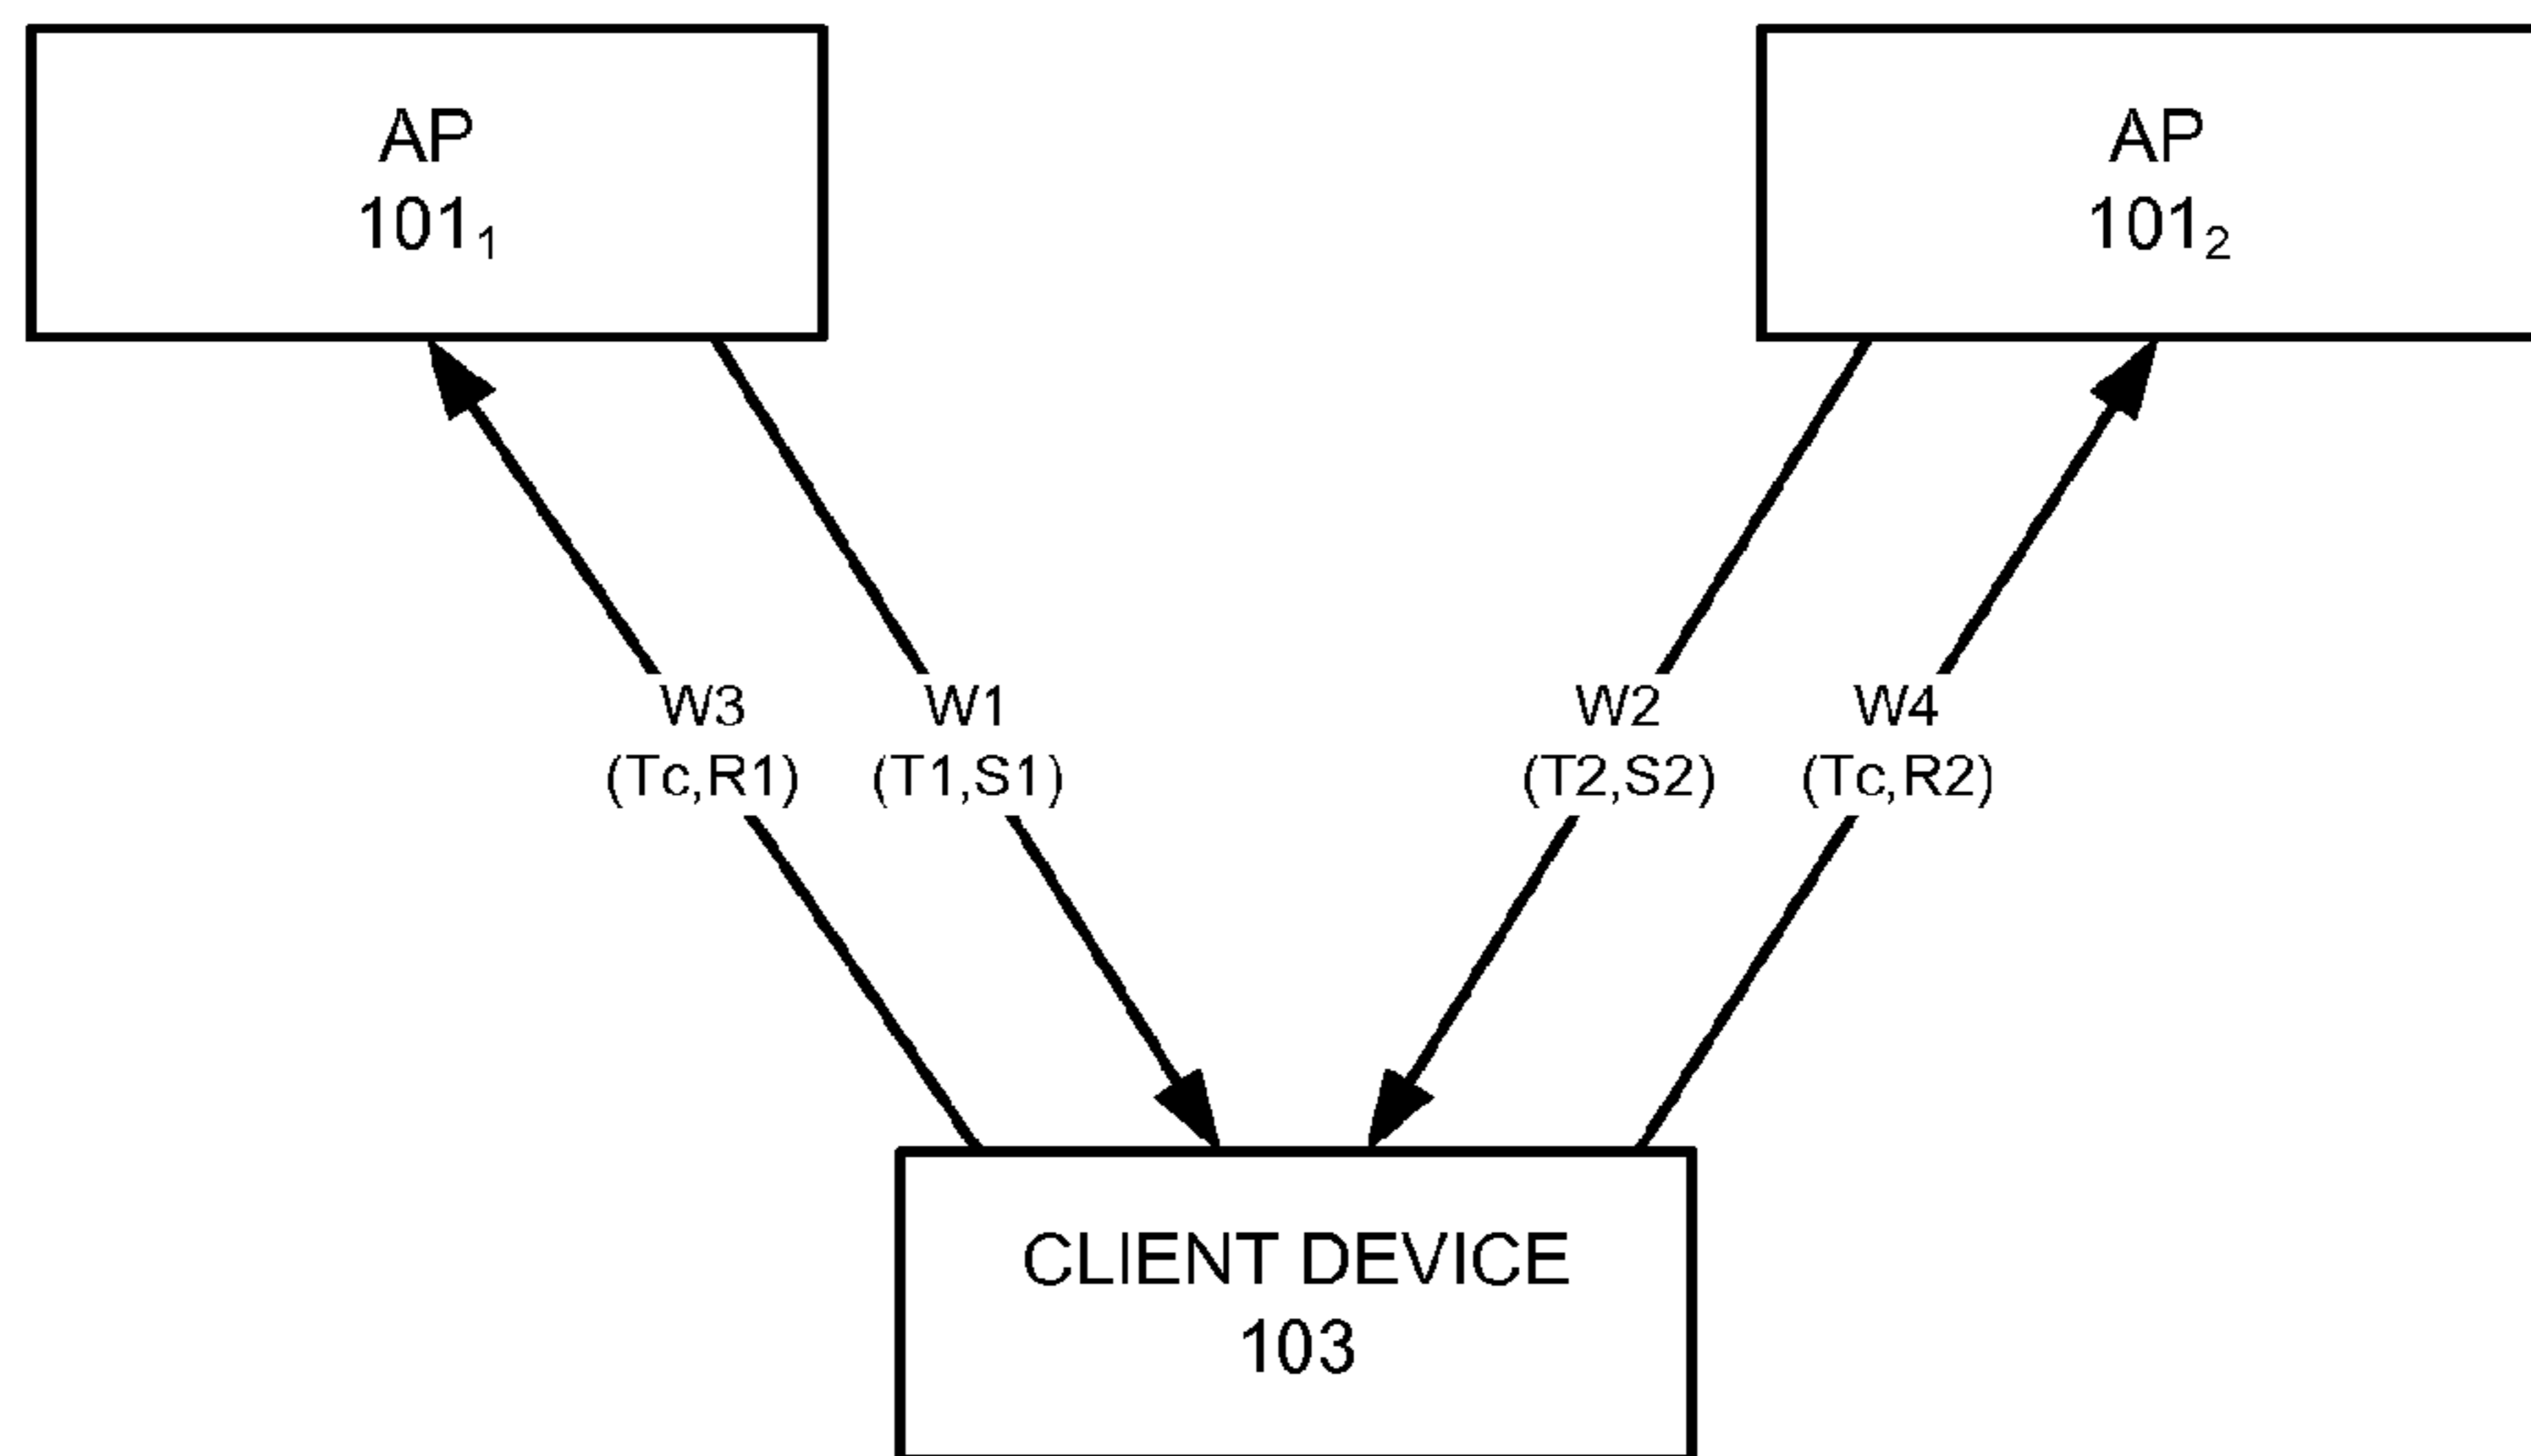 AP
101₁
AP
101₂
W3
(Tc,R1)
W1
(T1,S1)
W2
(T2,S2)
W4
(Tc,R2)
CLIENT DEVICE
103